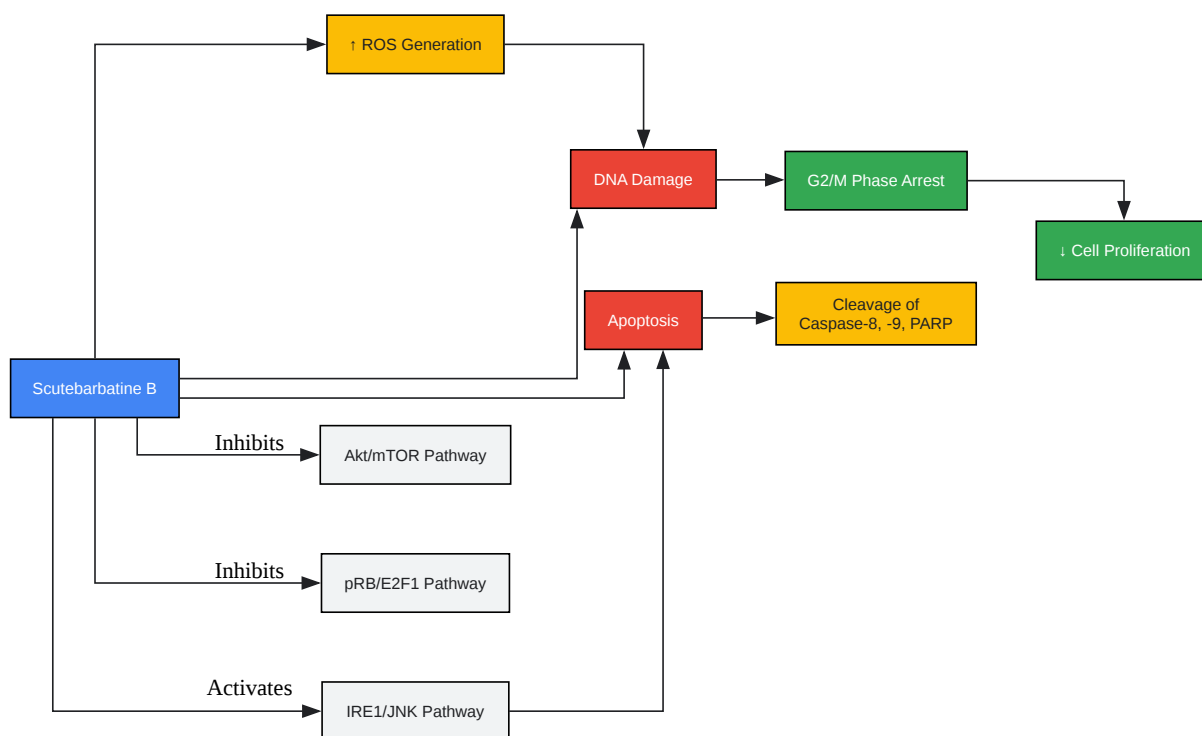 ↑ ROS Generation
DNA Damage
G2/M Phase Arrest
↓ Cell Proliferation
Apoptosis
Cleavage of
Caspase-8, -9, PARP
Scutebarbatine B
Inhibits
Akt/mTOR Pathway
Inhibits
pRB/E2F1 Pathway
Activates
IRE1/JNK Pathway